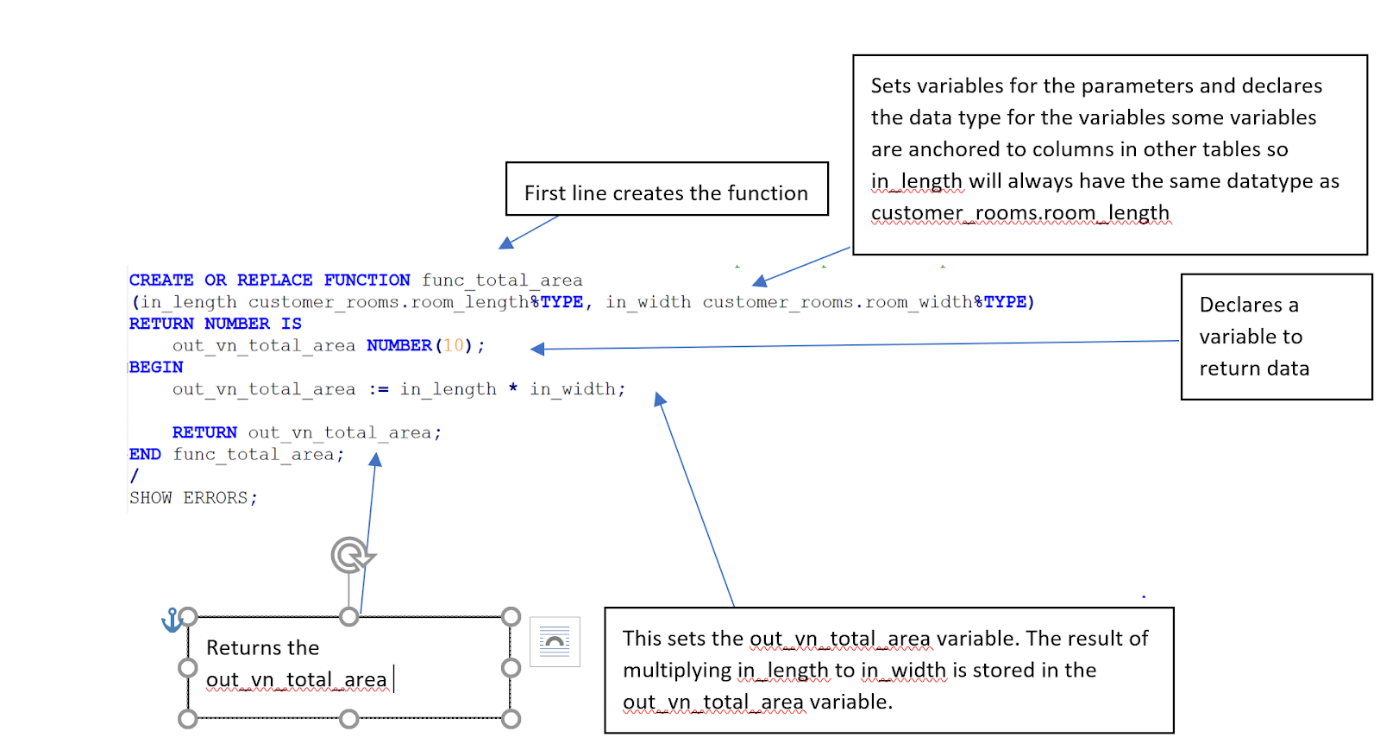 Sets variables for the parameters and declares
the data type for the variables some variables
are anchored to columns in other tables so
in_length will always have the same datatype as
customer_rooms.room_length
First line creates the function
CREATE OR REPLACE FUNCTION func_total_area
(in_length customer_rooms.room_length%TYPE, in_width customer_rooms.room_width%TYPE)
RETURN NUMBER IS
    out_vn_total_area NUMBER(10);
BEGIN
    out_vn_total_area := in_length * in_width;
    RETURN out_vn_total_area;
END func_total_area;
/
SHOW ERRORS;
Declares a
variable to
return data
Returns the
out_vn_total_area
This sets the out_vn_total_area variable. The result of
multiplying in_length to in_width is stored in the
out_vn_total_area variable.